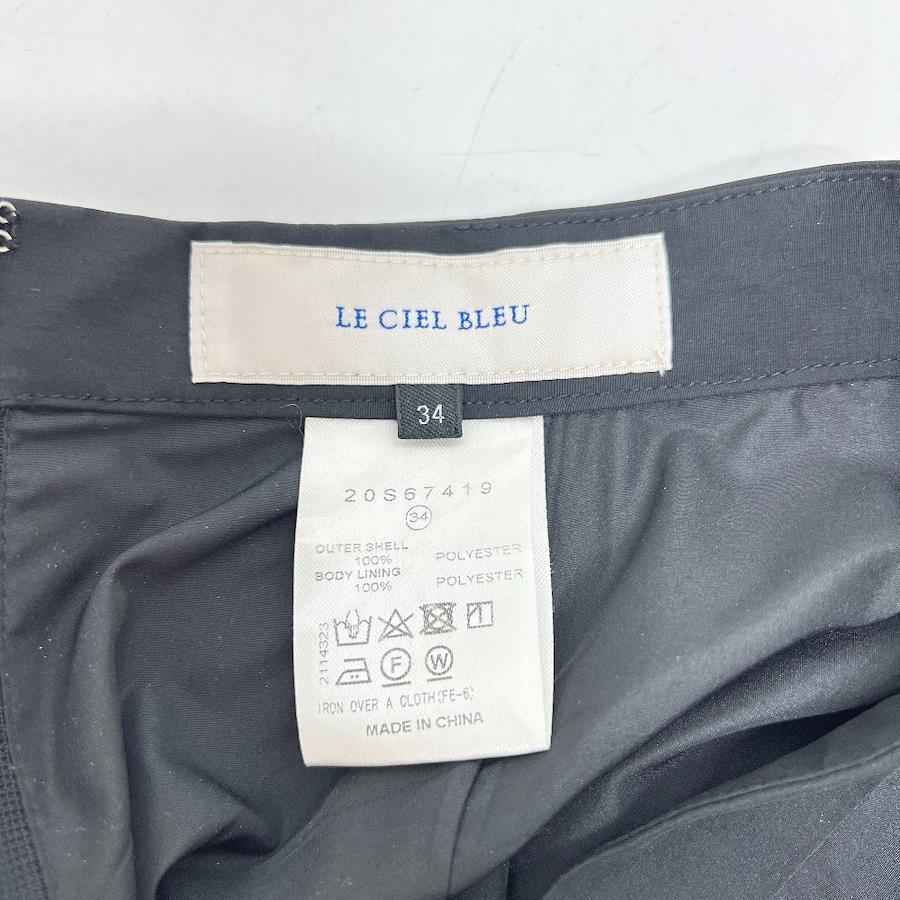 LE CIEL BLEU
34
20S67419
34
OUTER SHELL
100% POLYESTER
BODY LINING
100% POLYESTER
2114323
F W
IRON OVER A CLOTH(FE-6)
MADE IN CHINA